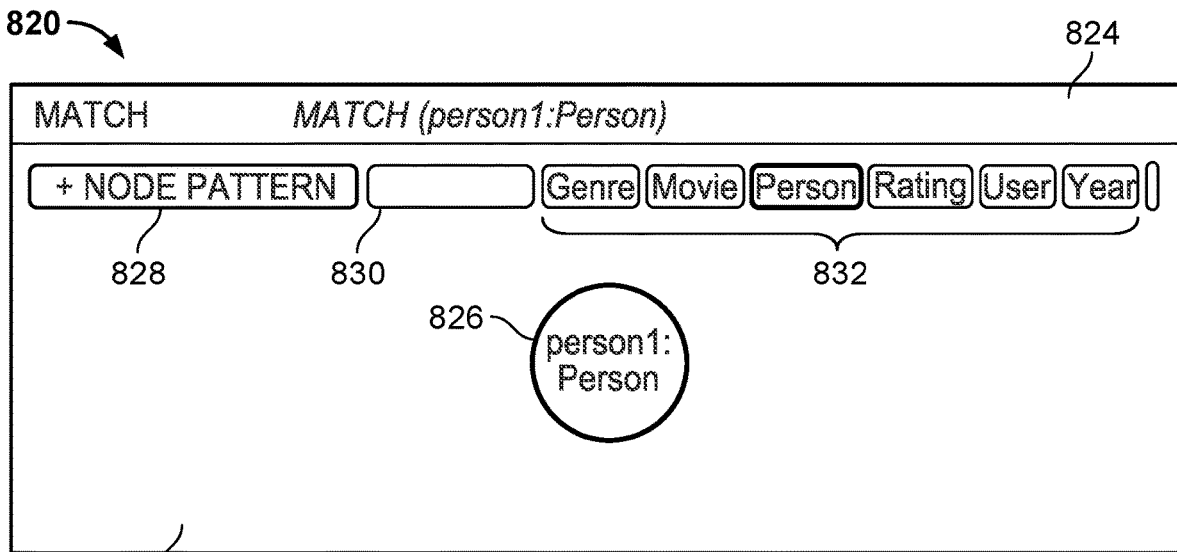 820
824
MATCH MATCH (person1:Person)
+ NODE PATTERN Genre Movie Person Rating User Year
828 830 832
826
person1:
Person